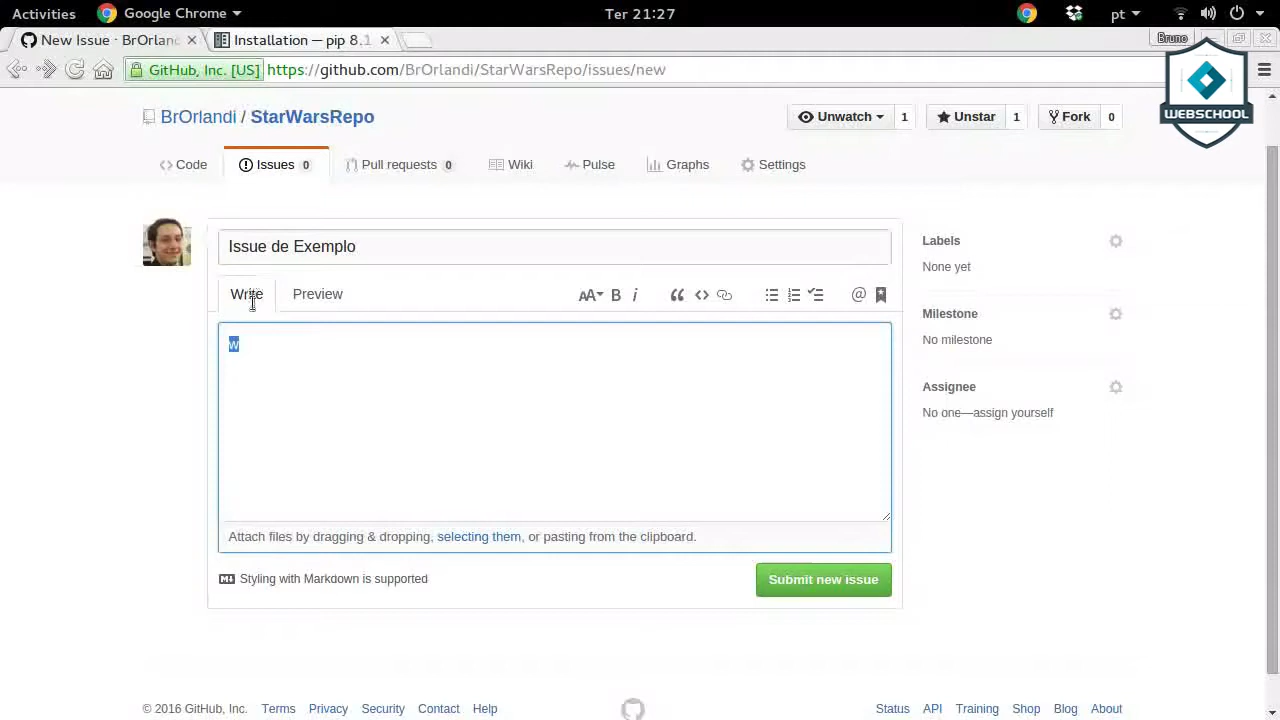 Activities Google Chrome Ter 21:27 pt
New Issue · BrOrlan Installation — pip 8.1 Bruno
GitHub, Inc. [US] https://github.com/BrOrlandi/StarWarsRepo/issues/new
WEBSCHOOL
BrOrlandi / StarWarsRepo Unwatch 1 Unstar 1 Fork 0
Code Issues 0 Pull requests 0 Wiki Pulse Graphs Settings
Issue de Exemplo
Write Preview AA B i @
w
Labels
None yet
Milestone
No milestone
Assignee
No one—assign yourself
Attach files by dragging & dropping, selecting them, or pasting from the clipboard.
Styling with Markdown is supported Submit new issue
© 2016 GitHub, Inc. Terms Privacy Security Contact Help Status API Training Shop Blog About